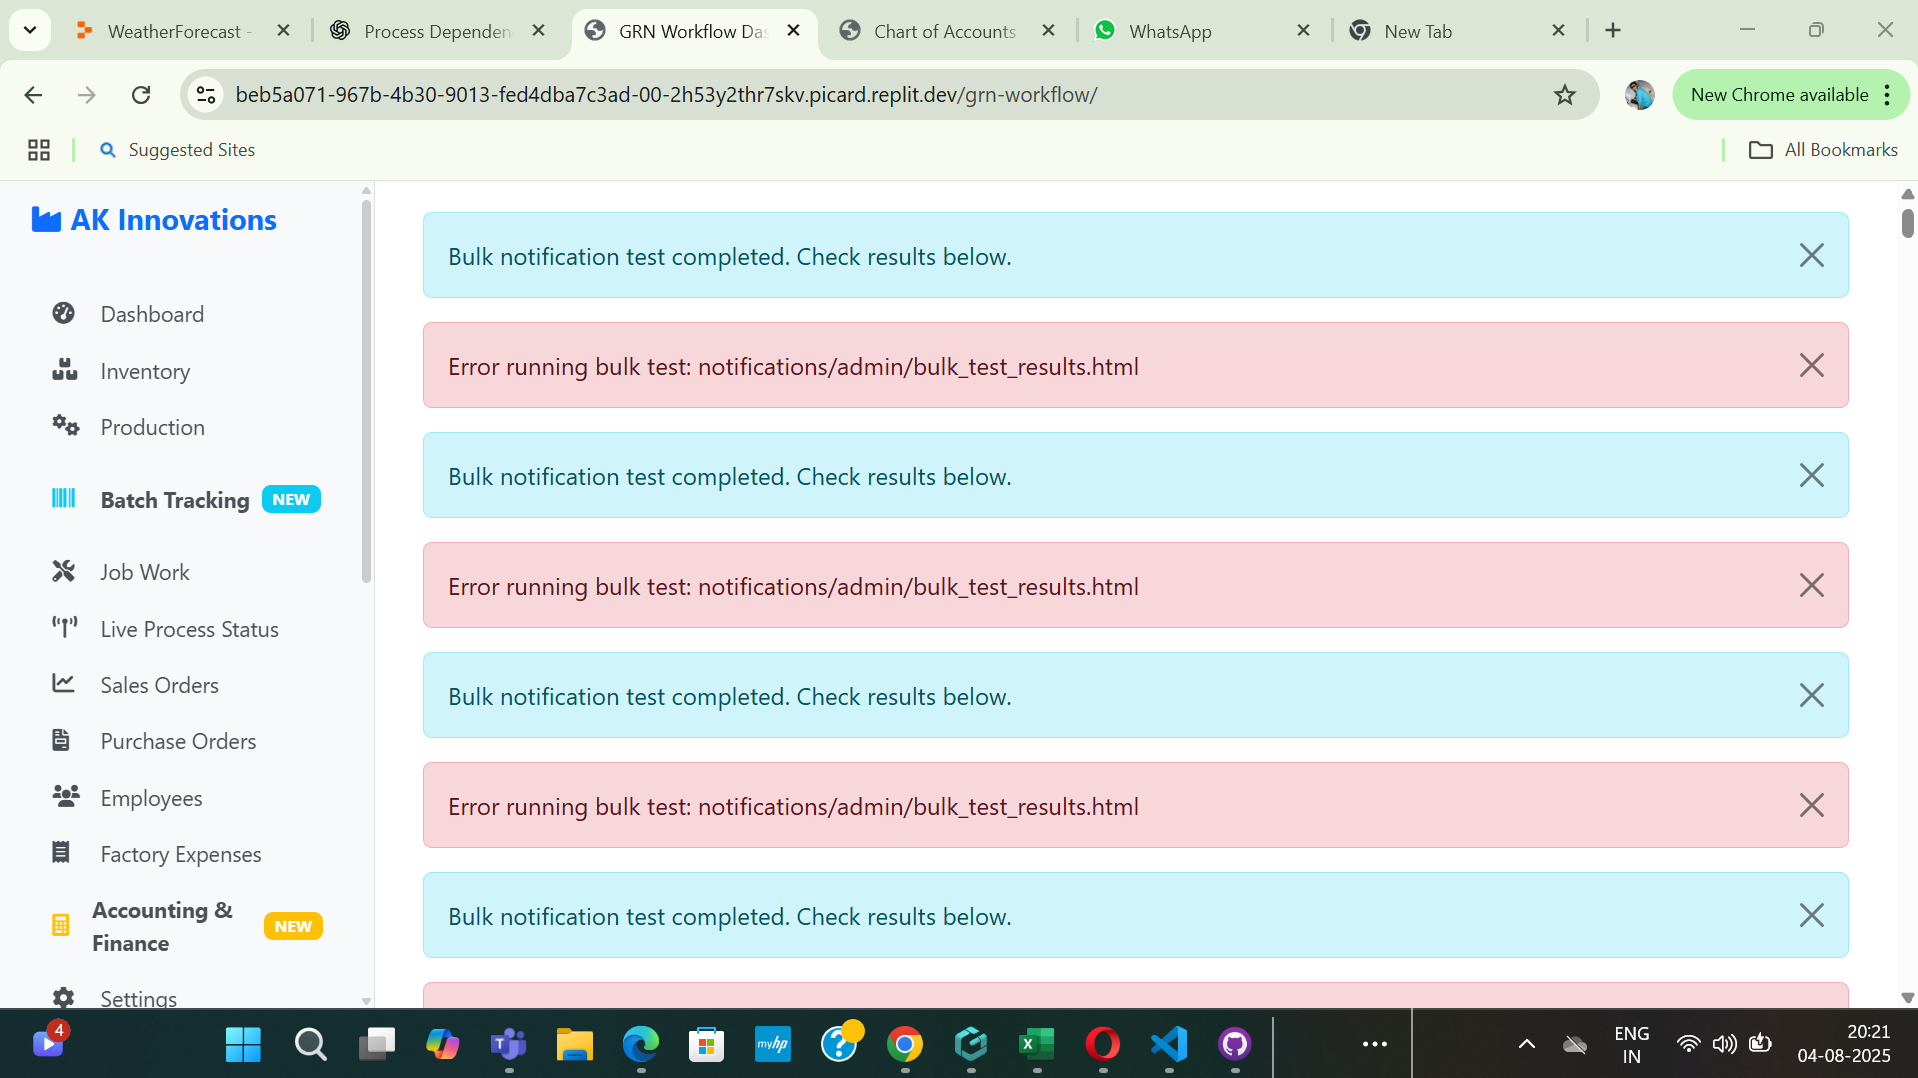 WeatherForecast -
Process Dependen
GRN Workflow Das
Chart of Accounts
WhatsApp
New Tab
beb5a071-967b-4b30-9013-fed4dba7c3ad-00-2h53y2thr7skv.picard.replit.dev/grn-workflow/
New Chrome available
Suggested Sites
All Bookmarks
AK Innovations
Dashboard
Inventory
Production
Batch Tracking NEW
Job Work
Live Process Status
Sales Orders
Purchase Orders
Employees
Factory Expenses
Accounting &
Finance
NEW
Settings
Bulk notification test completed. Check results below.
Error running bulk test: notifications/admin/bulk_test_results.html
Bulk notification test completed. Check results below.
Error running bulk test: notifications/admin/bulk_test_results.html
Bulk notification test completed. Check results below.
Error running bulk test: notifications/admin/bulk_test_results.html
Bulk notification test completed. Check results below.
4
myhp
ENG
IN
20:21
04-08-2025